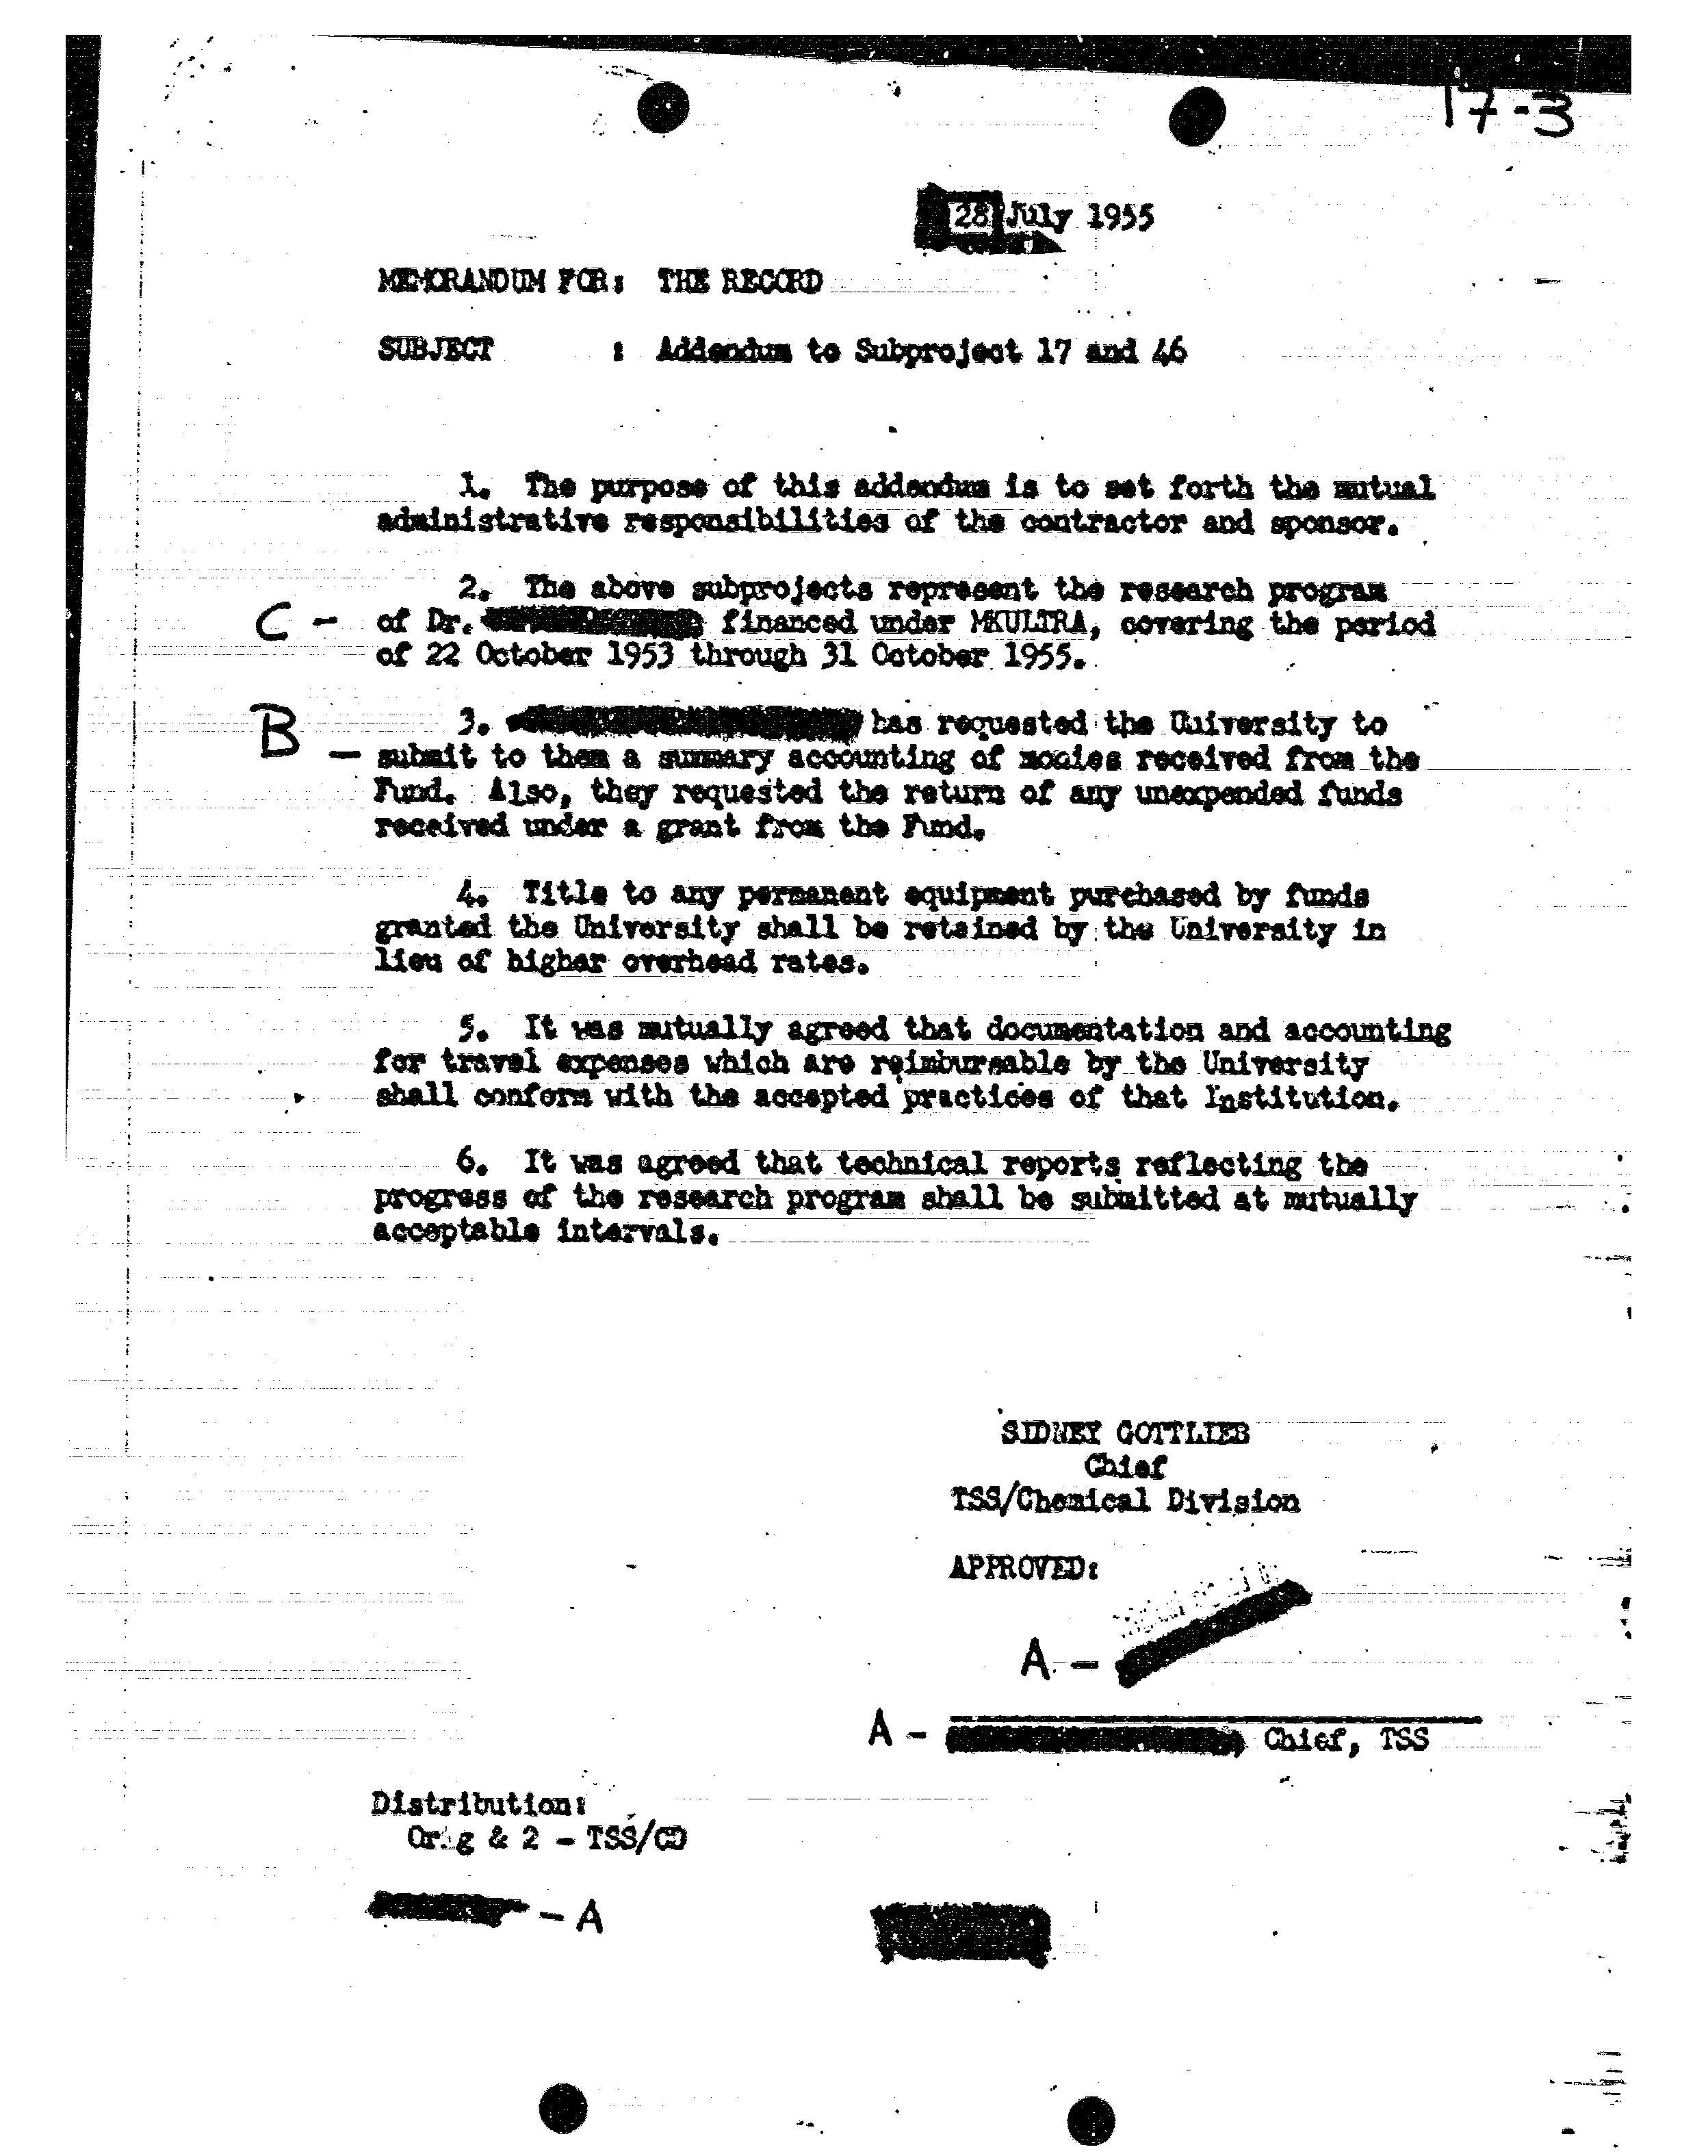 17-3
28 July 1955
MEMORANDUM FOR: THE RECORD
SUBJECT : Addendum to Subproject 17 and 46
1. The purpose of this addendum is to set forth the mutual
administrative responsibilities of the contractor and sponsor.
2. The above subprojects represent the research program
C - of Dr. financed under MKULTRA, covering the period
of 22 October 1953 through 31 October 1955.
B - 3. has requested the University to
submit to them a summary accounting of monies received from the
Fund. Also, they requested the return of any unexpended funds
received under a grant from the Fund.
4. Title to any permanent equipment purchased by funds
granted the University shall be retained by the University in
lieu of higher overhead rates.
5. It was mutually agreed that documentation and accounting
for travel expenses which are reimbursable by the University
shall conform with the accepted practices of that Institution.
6. It was agreed that technical reports reflecting the
progress of the research program shall be submitted at mutually
acceptable intervals.
SIDNEY GOTTLIEB
Chief
TSS/Chemical Division
APPROVED:
A -
A - , Chief, TSS
Distribution:
Orig & 2 - TSS/CD
- A